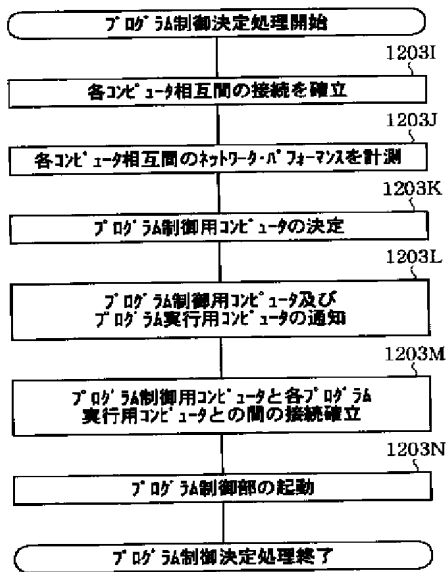 プログラム制御決定処理開始
1203I
各コンピュータ相互間の接続を確立
1203J
各コンピュータ相互間のネットワーク・パフォーマンスを計測
1203K
プログラム制御用コンピュータの決定
1203L
プログラム制御用コンピュータ及び
プログラム実行用コンピュータの通知
1203M
プログラム制御用コンピュータと各プログラム
実行用コンピュータとの間の接続確立
1203N
プログラム制御部の起動
プログラム制御決定処理終了